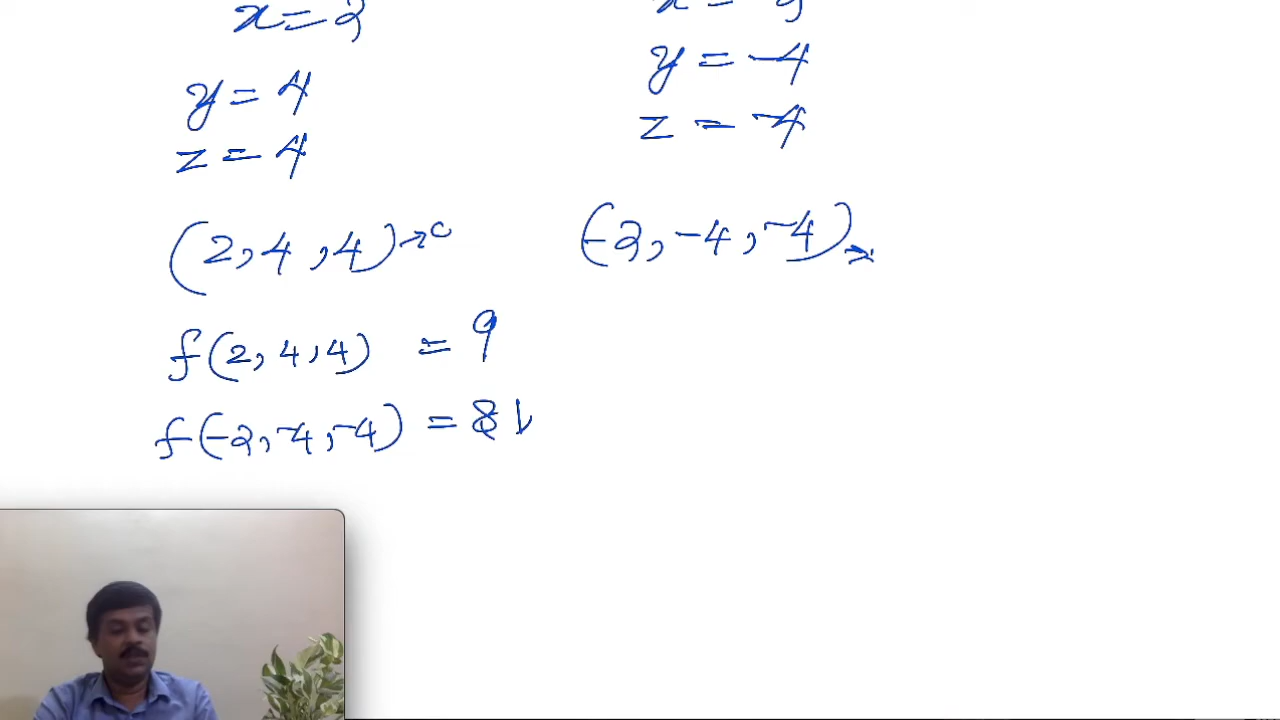 x=2
y = -4
y = 4
z = -4
z = 4
(2,4,4)→c
(-2,-4,-4)
f(2,4,4) = 9
f(-2,-4,-4) = 81